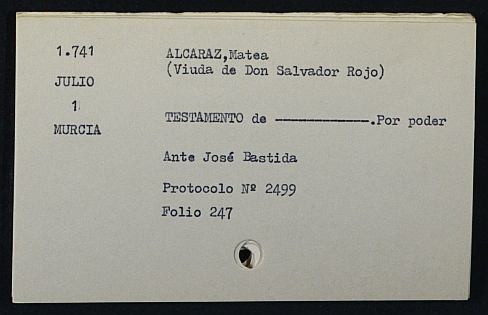 1.741
JULIO
1
MURCIA
ALCARAZ,Matea
(Viuda de Don Salvador Rojo)
TESTAMENTO de ------------.Por poder
Ante José Bastida
Protocolo Nº 2499
Folio 247